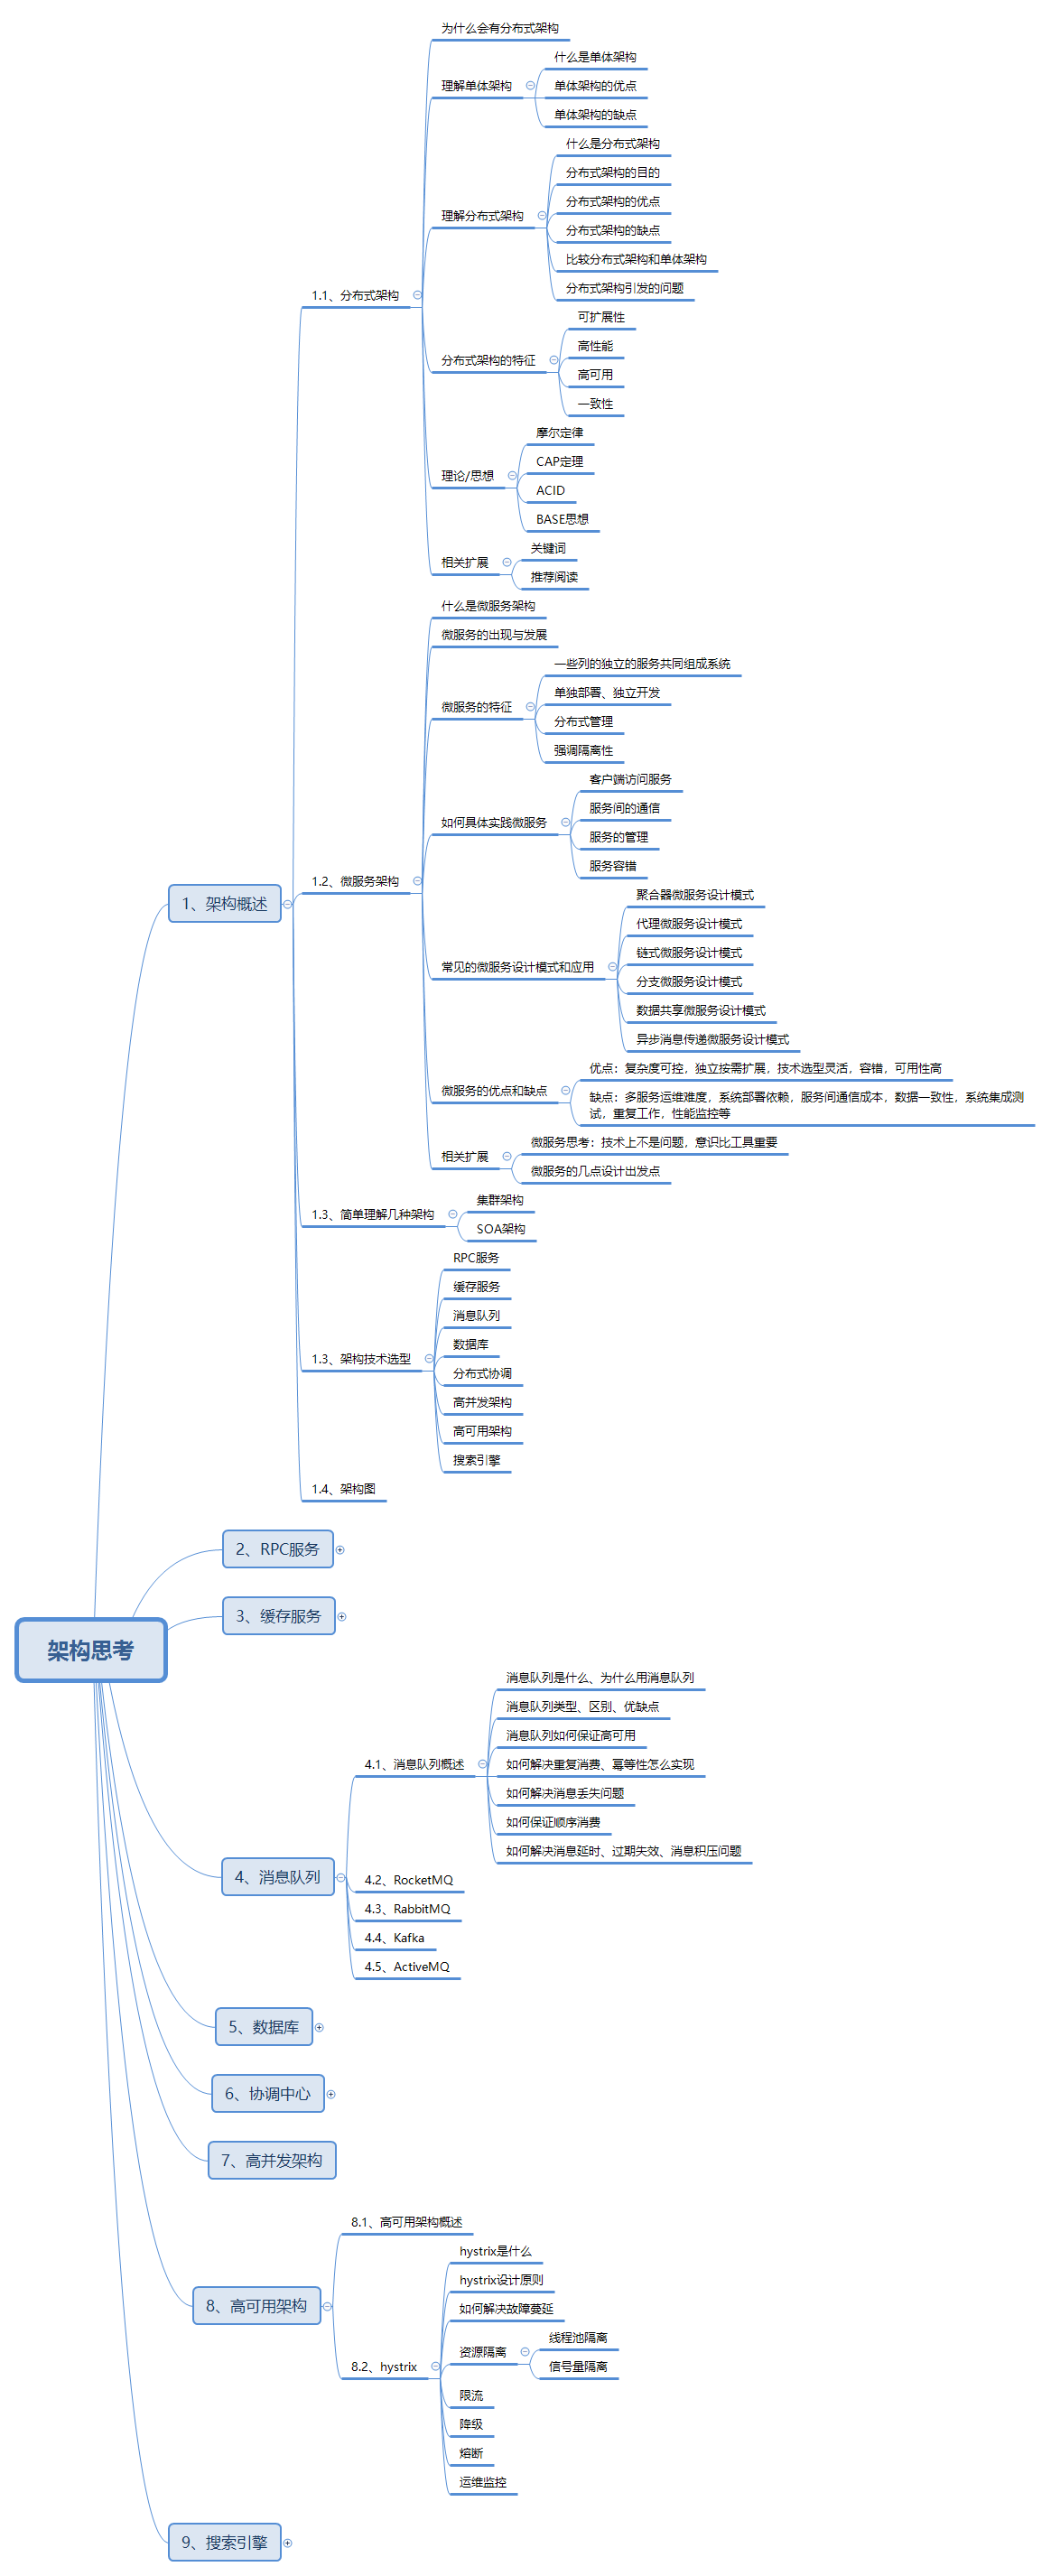 架构思考
1、架构概述
1.1、分布式架构
为什么会有分布式架构
理解单体架构
什么是单体架构
单体架构的优点
单体架构的缺点
理解分布式架构
什么是分布式架构
分布式架构的目的
分布式架构的优点
分布式架构的缺点
比较分布式架构和单体架构
分布式架构引发的问题
分布式架构的特征
可扩展性
高性能
高可用
一致性
理论/思想
摩尔定律
CAP定理
ACID
BASE思想
相关扩展
关键词
推荐阅读
1.2、微服务架构
什么是微服务架构
微服务的出现与发展
微服务的特征
一些列的独立的服务共同组成系统
单独部署、独立开发
分布式管理
强调隔离性
如何具体实践微服务
客户端访问服务
服务间的通信
服务的管理
服务容错
常见的微服务设计模式和应用
聚合器微服务设计模式
代理微服务设计模式
链式微服务设计模式
分支微服务设计模式
数据共享微服务设计模式
异步消息传递微服务设计模式
微服务的优点和缺点
优点：复杂度可控，独立按需扩展，技术选型灵活，容错，可用性高
缺点：多服务运维难度，系统部署依赖，服务间通信成本，数据一致性，系统集成测
试，重复工作，性能监控等
相关扩展
微服务思考：技术上不是问题，意识比工具重要
微服务的几点设计出发点
1.3、简单理解几种架构
集群架构
SOA架构
1.3、架构技术选型
RPC服务
缓存服务
消息队列
数据库
分布式协调
高并发架构
高可用架构
搜索引擎
1.4、架构图
2、RPC服务
3、缓存服务
4、消息队列
4.1、消息队列概述
消息队列是什么、为什么用消息队列
消息队列类型、区别、优缺点
消息队列如何保证高可用
如何解决重复消费、幂等性怎么实现
如何解决消息丢失问题
如何保证顺序消费
如何解决消息延时、过期失效、消息积压问题
4.2、RocketMQ
4.3、RabbitMQ
4.4、Kafka
4.5、ActiveMQ
5、数据库
6、协调中心
7、高并发架构
8、高可用架构
8.1、高可用架构概述
8.2、hystrix
hystrix是什么
hystrix设计原则
如何解决故障蔓延
资源隔离
线程池隔离
信号量隔离
限流
降级
熔断
运维监控
9、搜索引擎